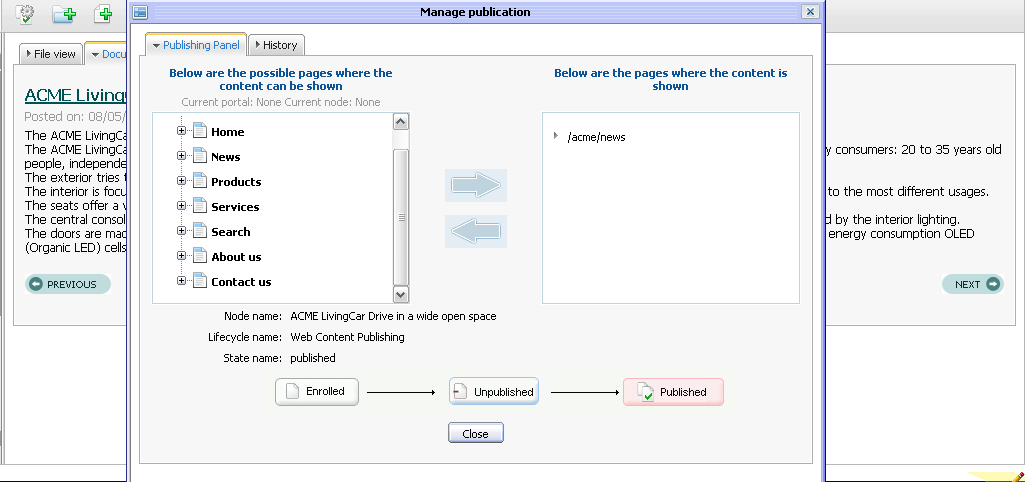 Manage publication
File view
Docu
Publishing Panel
History
ACME Living
Posted on: 08/05/
The ACME LivingCa
The ACME LivingCa
people, independe
The exterior tries t
The interior is focu
The seats offer a v
The central consol
The doors are mad
(Organic LED) cells
PREVIOUS
Below are the possible pages where the
content can be shown
Current portal: None Current node: None
Home
News
Products
Services
Search
About us
Contact us
Below are the pages where the content is
shown
/acme/news
y consumers: 20 to 35 years old
to the most different usages.
d by the interior lighting.
energy consumption OLED
NEXT
Node name: ACME LivingCar Drive in a wide open space
Lifecycle name: Web Content Publishing
State name: published
Enrolled
Unpublished
Published
Close